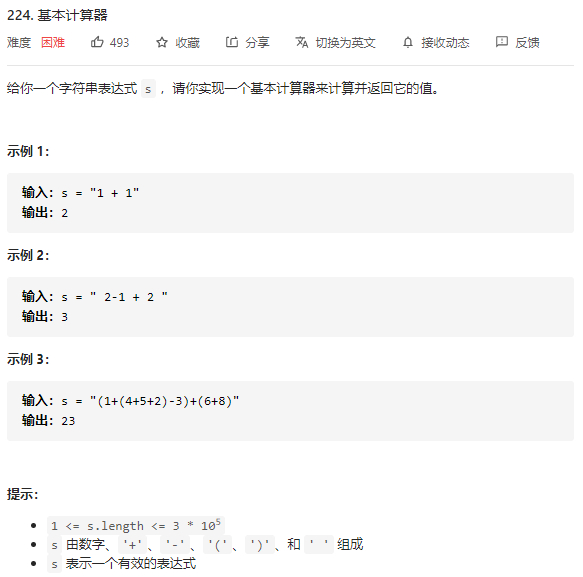 224. 基本计算器
难度 困难 493 收藏 分享 切换为英文 接收动态 反馈
给你一个字符串表达式 s ，请你实现一个基本计算器来计算并返回它的值。
示例 1：
输入：s = "1 + 1"
输出：2
示例 2：
输入：s = " 2-1 + 2 "
输出：3
示例 3：
输入：s = "(1+(4+5+2)-3)+(6+8)"
输出：23
提示：
1 <= s.length <= 3 * 10⁵
s 由数字、'+'、'-'、'('、')'、和 ' ' 组成
s 表示一个有效的表达式